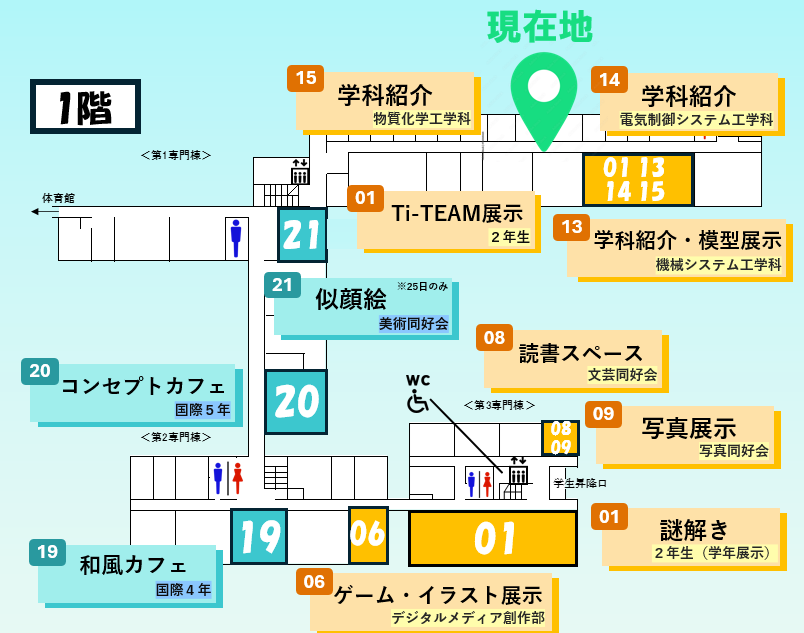 現在地
1階
15
学科紹介
物質化学工学科
14
学科紹介
電気制御システム工学科
＜第1専門棟＞
01 13
14 15
体育館
01
Ti-TEAM展示
２年生
13
学科紹介・模型展示
機械システム工学科
21
21
似顔絵
※25日のみ
美術同好会
08
読書スペース
文芸同好会
20
コンセプトカフェ
国際５年
20
WC
＜第3専門棟＞
08
09
09
写真展示
写真同好会
＜第2専門棟＞
学生昇降口
01
謎解き
２年生（学年展示）
19
06
01
19
和風カフェ
国際４年
06
ゲーム・イラスト展示
デジタルメディア創作部